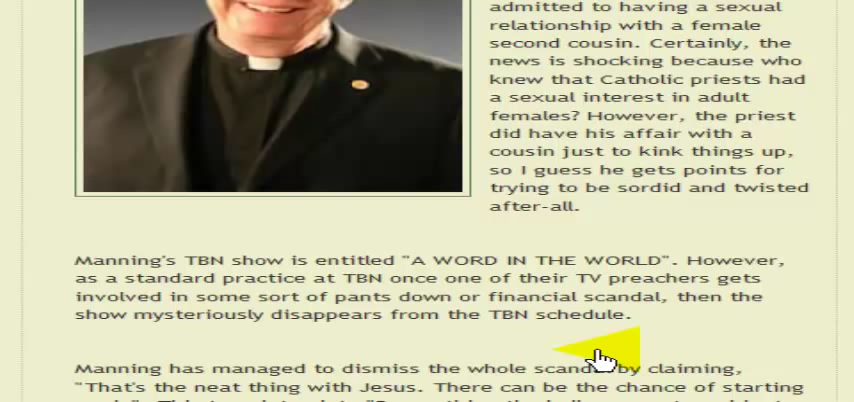 admitted to having a sexual
relationship with a female
second cousin. Certainly, the
news is shocking because who
knew that Catholic priests had
a sexual interest in adult
females? However, the priest
did have his affair with a
cousin just to kink things up,
so I guess he gets points for
trying to be sordid and twisted
after-all.
Manning's TBN show is entitled "A WORD IN THE WORLD". However,
as a standard practice at TBN once one of their TV preachers gets
involved in some sort of pants down or financial scandal, then the
show mysteriously disappears from the TBN schedule.
Manning has managed to dismiss the whole scandal by claiming,
"That's the neat thing with Jesus. There can be the chance of starting